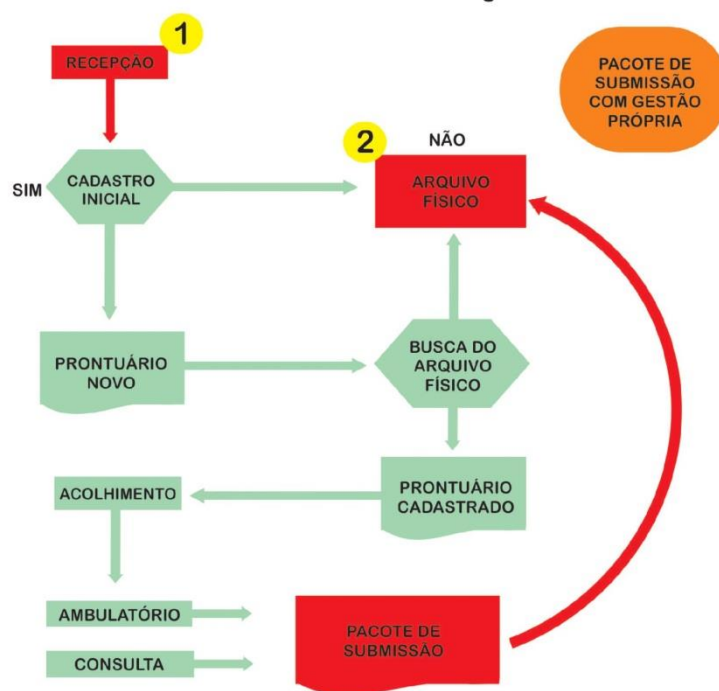 1
RECEPÇÃO
PACOTE DE
SUBMISSÃO
COM GESTÃO
PRÓPRIA
2
NÃO
SIM
CADASTRO
INICIAL
ARQUIVO
FÍSICO
PRONTUÁRIO
NOVO
BUSCA DO
ARQUIVO
FÍSICO
ACOLHIMENTO
PRONTUÁRIO
CADASTRADO
AMBULATÓRIO
PACOTE DE
SUBMISSÃO
CONSULTA